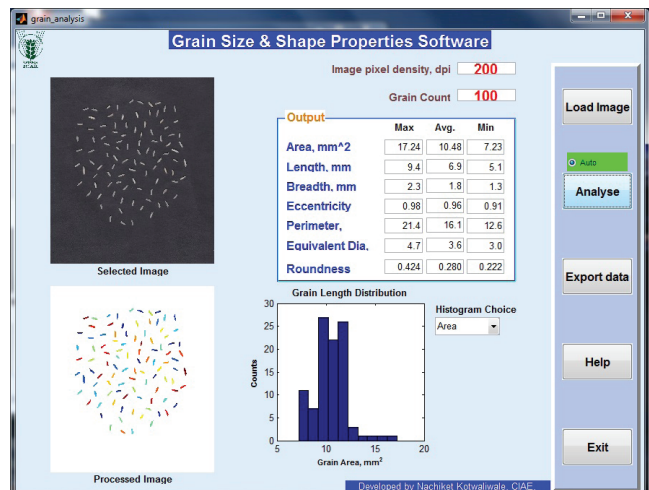 grain_analysis
Grain Size & Shape Properties Software
Image pixel density, dpi 200
Grain Count 100
Output
Max Avg. Min
Area, mm^2 17.24 10.48 7.23
Length, mm 9.4 6.9 5.1
Breadth, mm 2.3 1.8 1.3
Eccentricity 0.98 0.96 0.91
Perimeter, 21.4 16.1 12.6
Equivalent Dia, 4.7 3.6 3.0
Roundness 0.424 0.280 0.222
Selected Image
Processed Image
Grain Length Distribution
30
25
20
15
10
5
0
Counts
5 10 15 20
Grain Area, mm²
Histogram Choice
Area
Load Image
Auto
Analyse
Export data
Help
Exit
Developed by Nachiket Kotwaliwale, CIAE